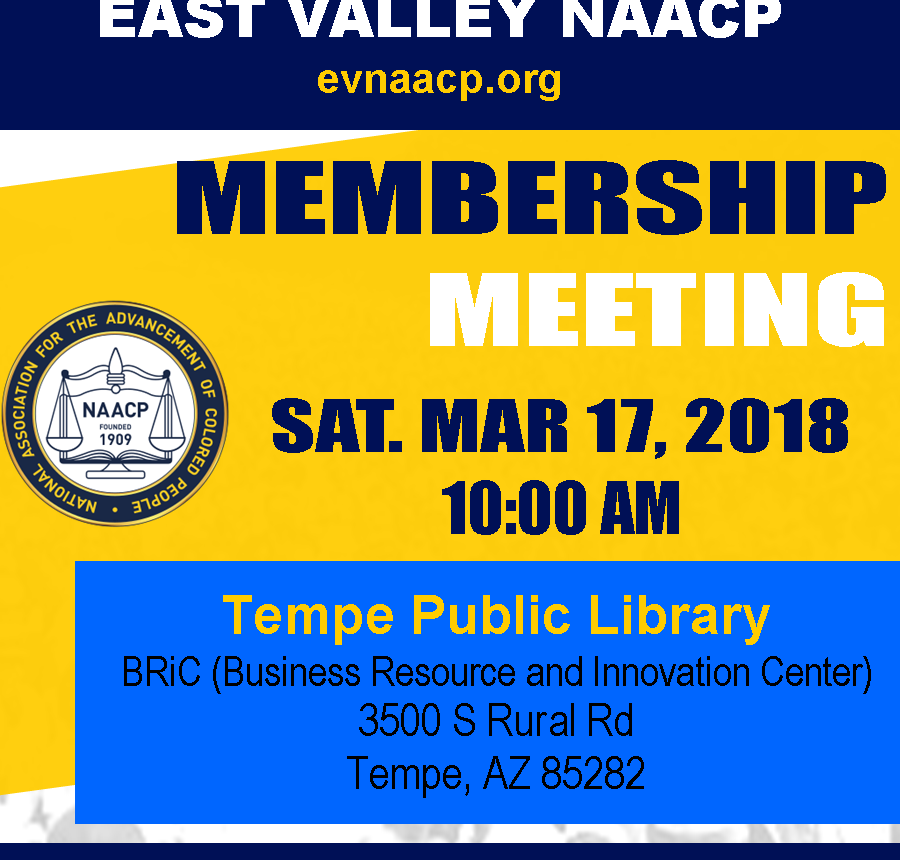 EAST VALLEY NAACP
evnaacp.org
MEMBERSHIP
MEETING
NATIONAL ASSOCIATION FOR THE ADVANCEMENT OF COLORED PEOPLE •
NAACP
FOUNDED
1909
SAT. MAR 17, 2018
10:00 AM
Tempe Public Library
BRiC (Business Resource and Innovation Center)
3500 S Rural Rd
Tempe, AZ 85282